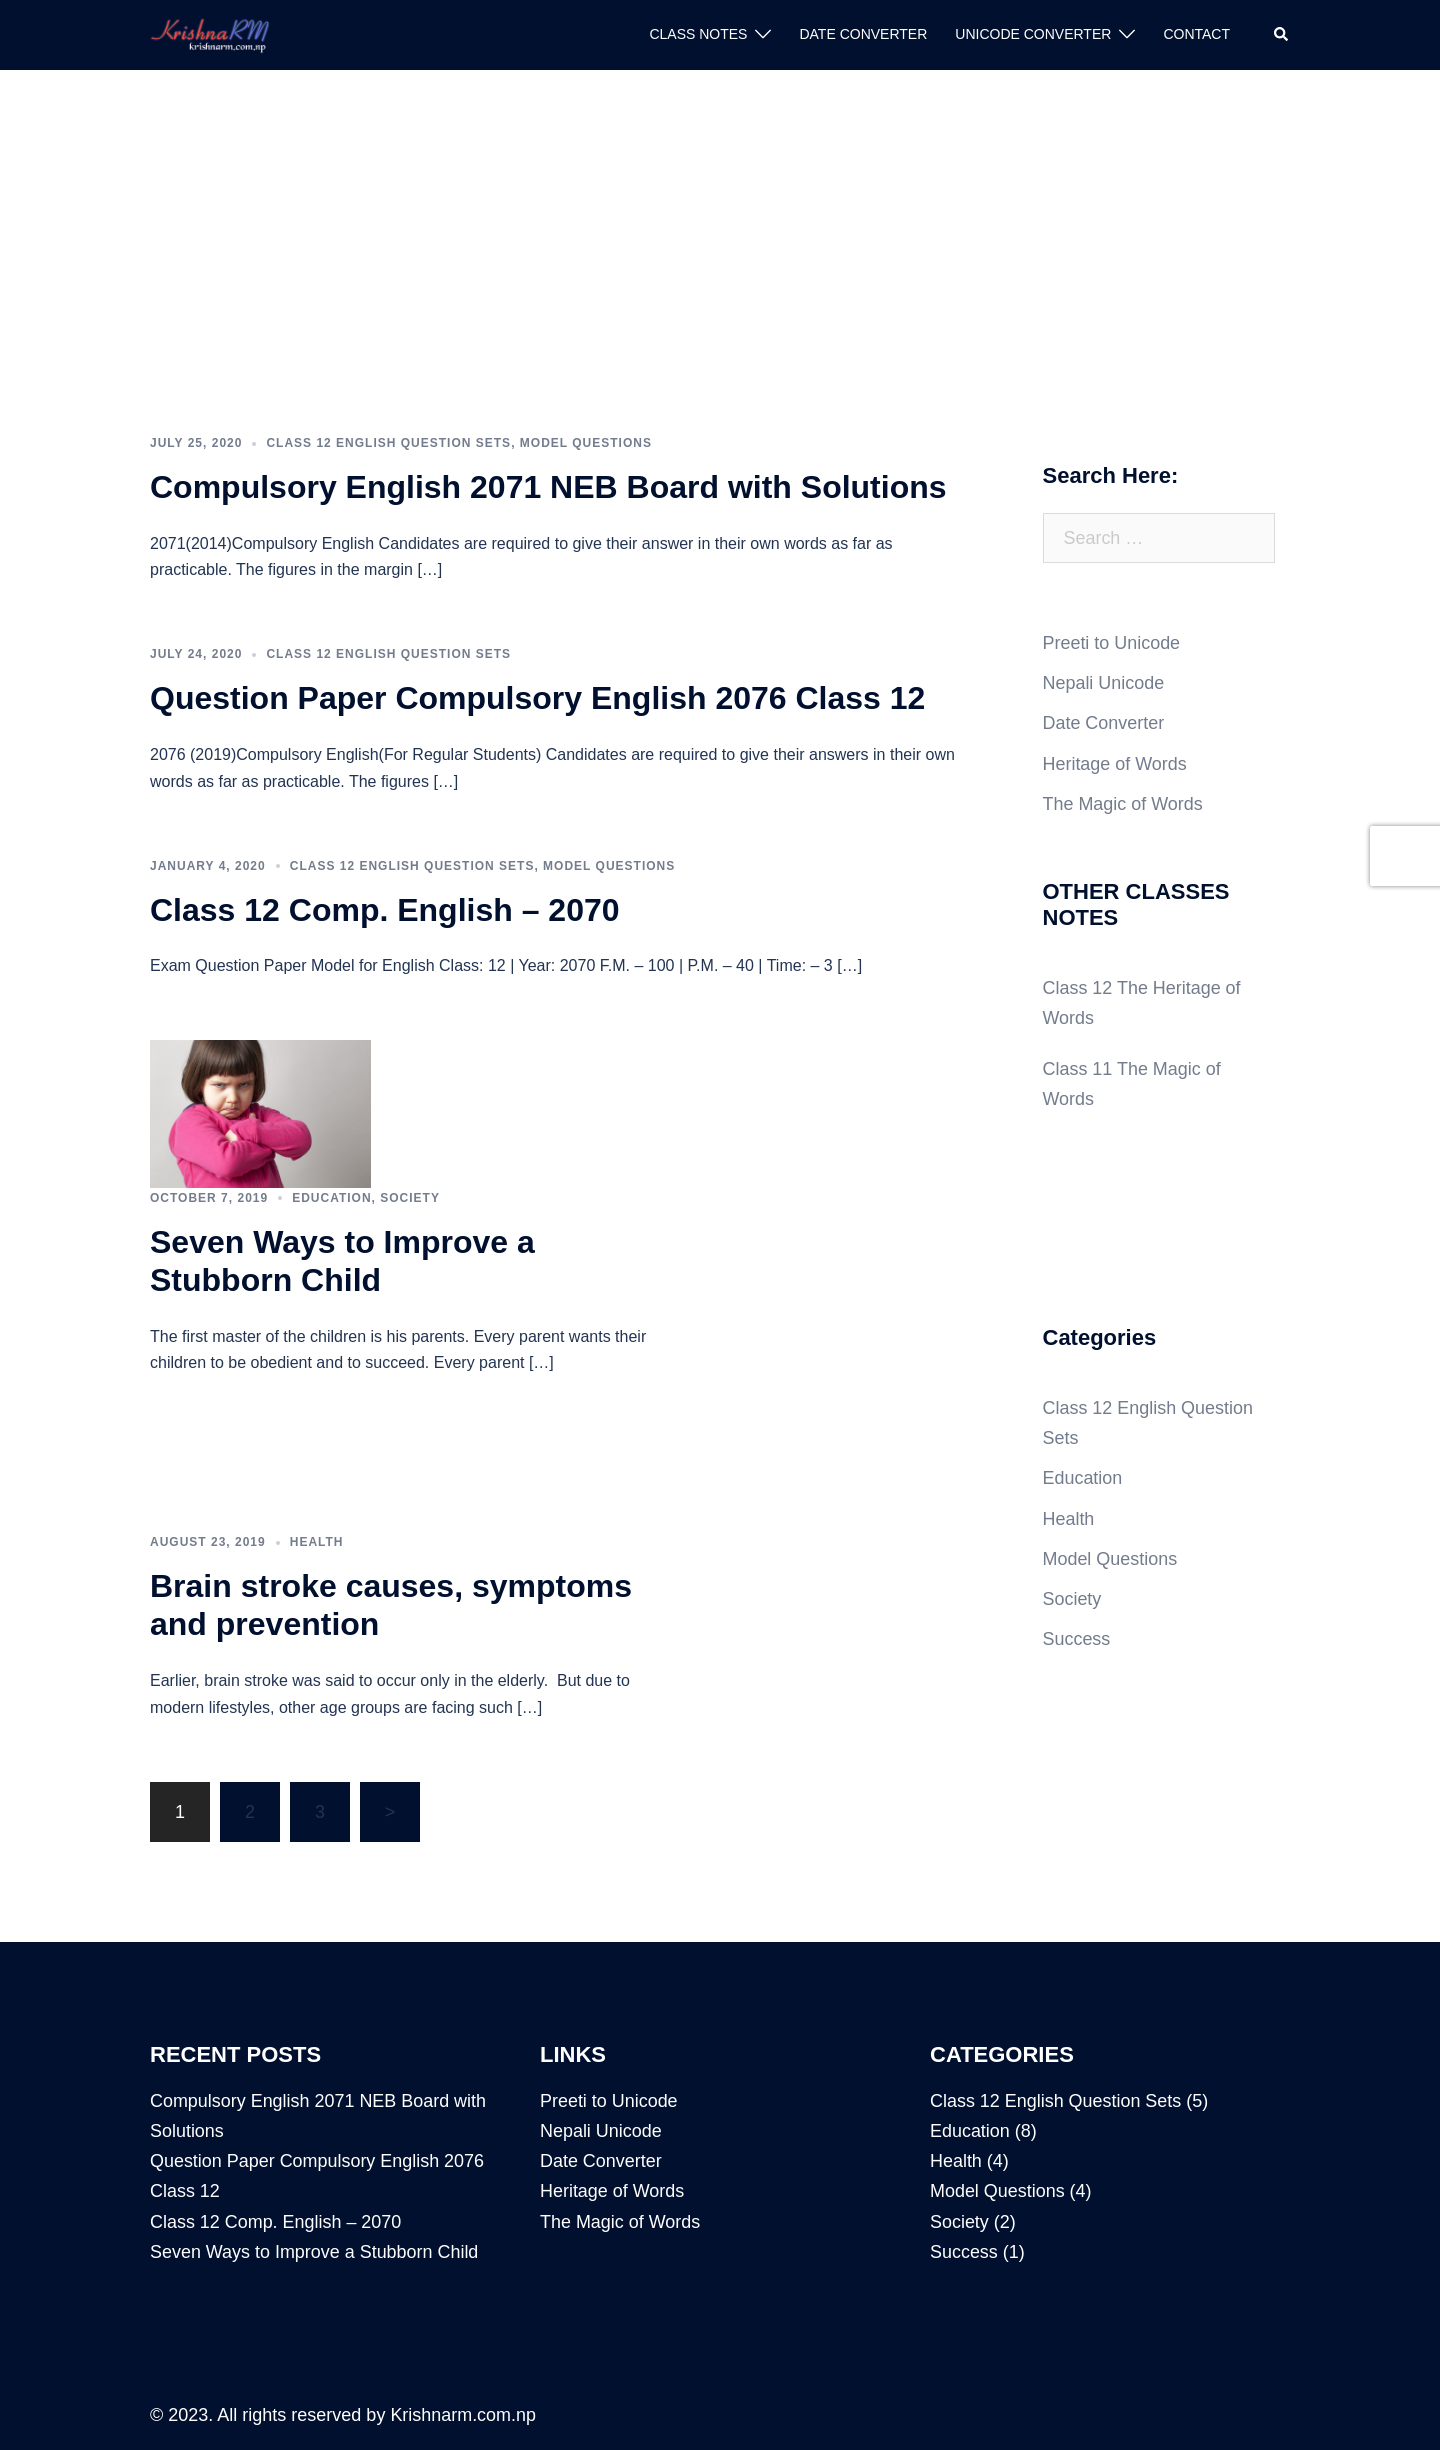 KrishnaRM
krishnarm.com.np
CLASS NOTES
DATE CONVERTER
UNICODE CONVERTER
CONTACT
JULY 25, 2020 • CLASS 12 ENGLISH QUESTION SETS, MODEL QUESTIONS
Compulsory English 2071 NEB Board with Solutions
2071(2014)Compulsory English Candidates are required to give their answer in their own words as far as
practicable. The figures in the margin […]
JULY 24, 2020 • CLASS 12 ENGLISH QUESTION SETS
Question Paper Compulsory English 2076 Class 12
2076 (2019)Compulsory English(For Regular Students) Candidates are required to give their answers in their own
words as far as practicable. The figures […]
JANUARY 4, 2020 • CLASS 12 ENGLISH QUESTION SETS, MODEL QUESTIONS
Class 12 Comp. English – 2070
Exam Question Paper Model for English Class: 12 | Year: 2070 F.M. – 100 | P.M. – 40 | Time: – 3 […]
OCTOBER 7, 2019 • EDUCATION, SOCIETY
Seven Ways to Improve a
Stubborn Child
The first master of the children is his parents. Every parent wants their
children to be obedient and to succeed. Every parent […]
AUGUST 23, 2019 • HEALTH
Brain stroke causes, symptoms
and prevention
Earlier, brain stroke was said to occur only in the elderly.  But due to
modern lifestyles, other age groups are facing such […]
1 2 3 >
Search Here:
Search …
Preeti to Unicode
Nepali Unicode
Date Converter
Heritage of Words
The Magic of Words
OTHER CLASSES
NOTES
Class 12 The Heritage of
Words
Class 11 The Magic of
Words
Categories
Class 12 English Question
Sets
Education
Health
Model Questions
Society
Success
RECENT POSTS
Compulsory English 2071 NEB Board with
Solutions
Question Paper Compulsory English 2076
Class 12
Class 12 Comp. English – 2070
Seven Ways to Improve a Stubborn Child
LINKS
Preeti to Unicode
Nepali Unicode
Date Converter
Heritage of Words
The Magic of Words
CATEGORIES
Class 12 English Question Sets (5)
Education (8)
Health (4)
Model Questions (4)
Society (2)
Success (1)
© 2023. All rights reserved by Krishnarm.com.np